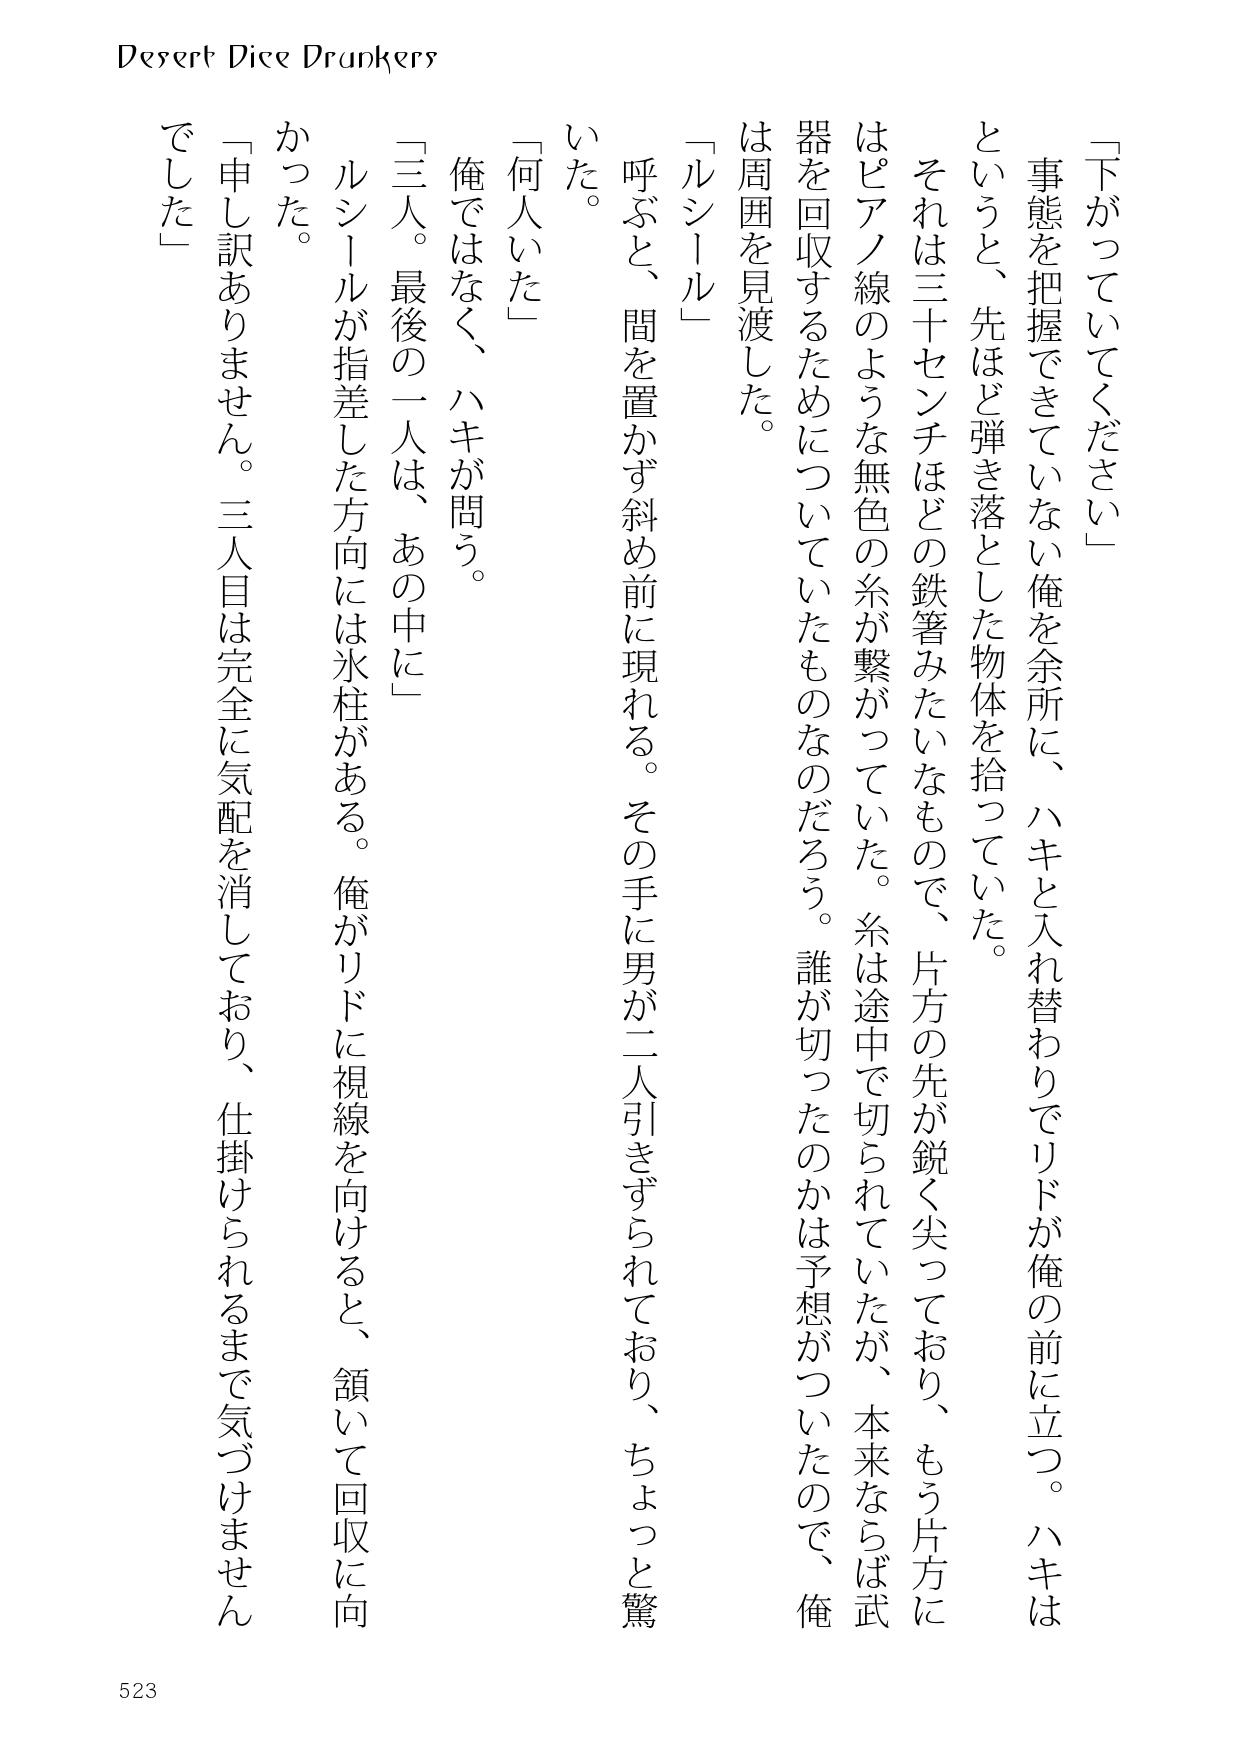 Desert Dice Drunkers
「下がっていてください」
事態を把握できていない俺を余所に、ハキと入れ替わりでリドが俺の前に立つ。ハキは
というと、先ほど弾き落とした物体を拾っていた。
それは三十センチほどの鉄箸みたいなもので、片方の先が鋭く尖っており、もう片方に
はピアノ線のような無色の糸が繋がっていた。糸は途中で切られていたが、本来ならば武
器を回収するためについていたものなのだろう。誰が切ったのかは予想がついたので、俺
は周囲を見渡した。
「ルシール」
呼ぶと、間を置かず斜め前に現れる。その手に男が二人引きずられており、ちょっと驚
いた。
「何人いた」
俺ではなく、ハキが問う。
「三人。最後の一人は、あの中に」
ルシールが指差した方向には氷柱がある。俺がリドに視線を向けると、頷いて回収に向
かった。
「申し訳ありません。三人目は完全に気配を消しており、仕掛けられるまで気づけません
でした」
523